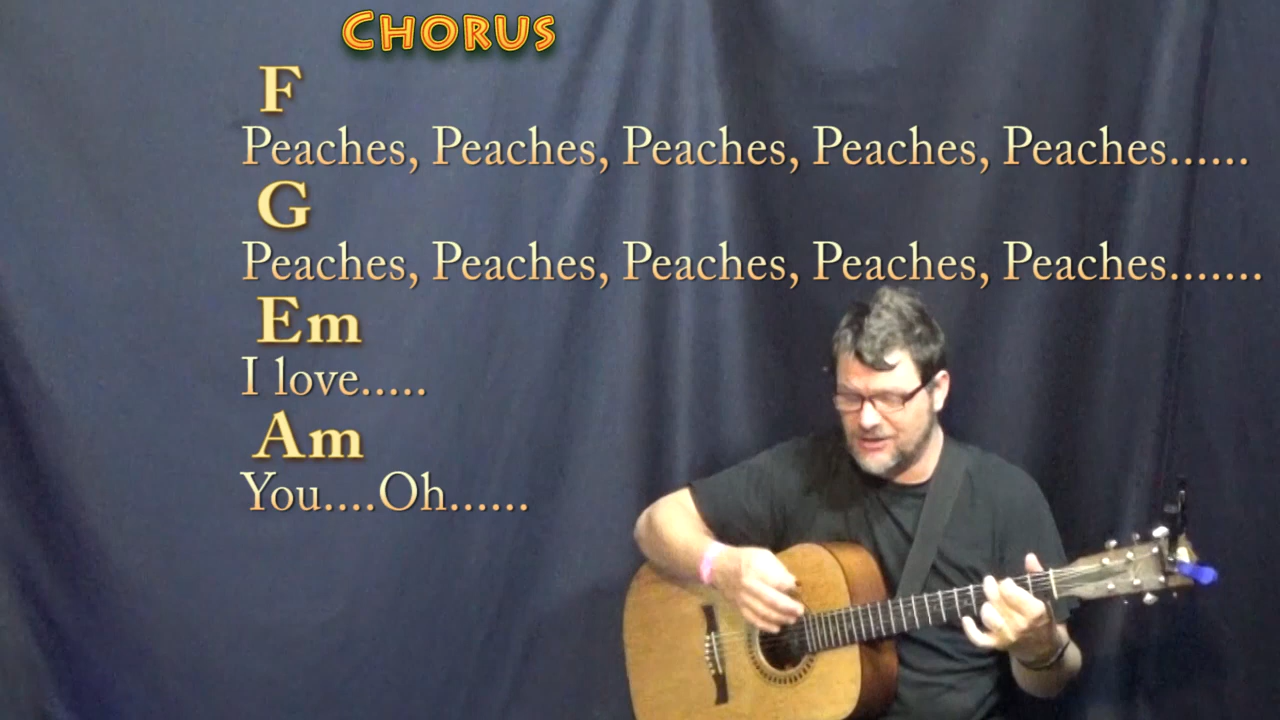 CHORUS
F
Peaches, Peaches, Peaches, Peaches, Peaches......
G
Peaches, Peaches, Peaches, Peaches, Peaches.......
Em
I love.....
Am
You....Oh......